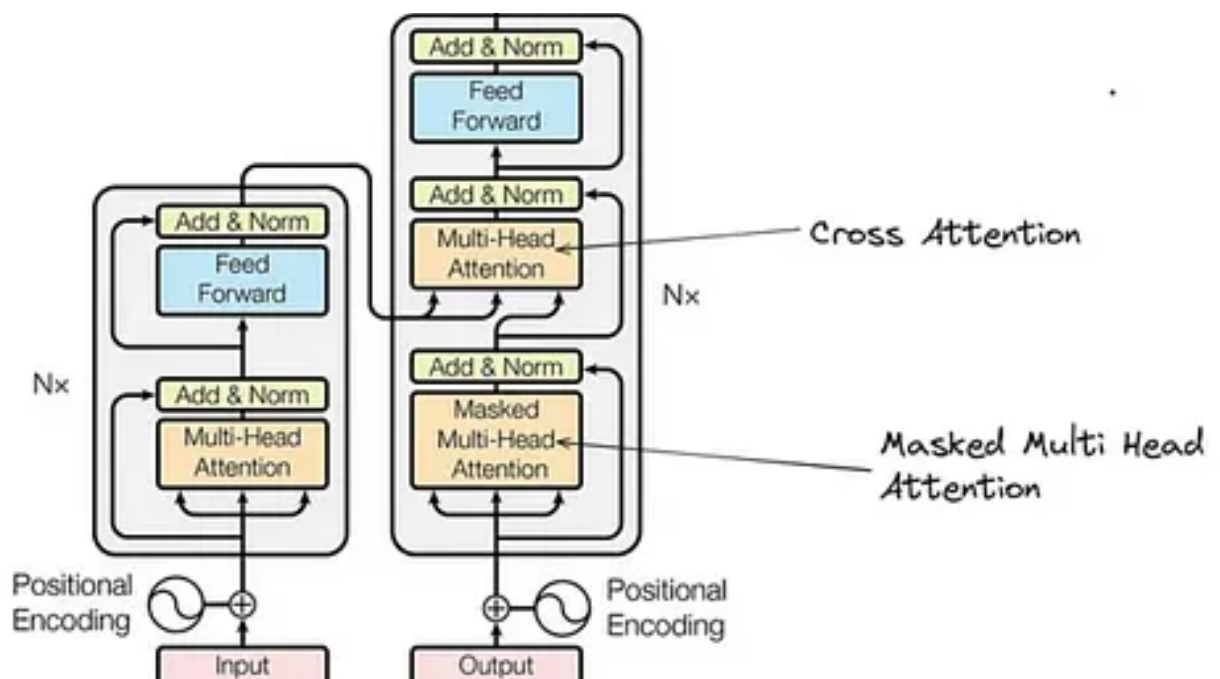 Add & Norm
Feed
Forward
Add & Norm
Multi-Head
Attention
Cross Attention
Nx
Add & Norm
Masked
Multi-Head
Attention
Masked Multi Head
Attention
Add & Norm
Feed
Forward
Nx
Add & Norm
Multi-Head
Attention
Positional
Encoding
Positional
Encoding
Input
Output